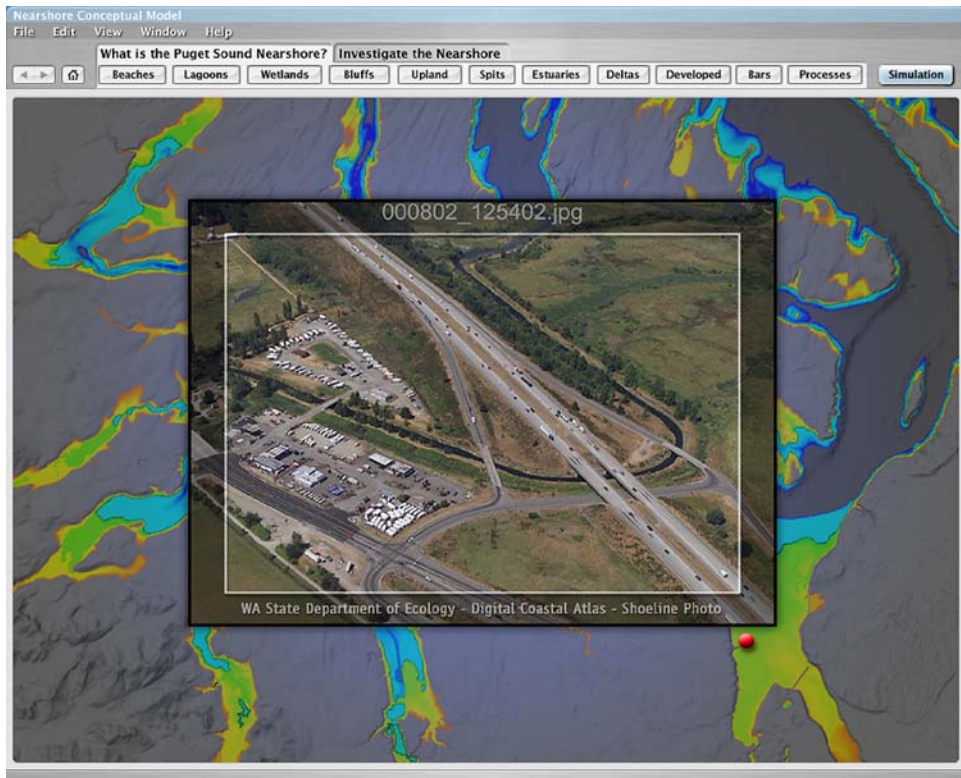 Nearshore Conceptual Model
File Edit View Window Help
What is the Puget Sound Nearshore? Investigate the Nearshore
Beaches Lagoons Wetlands Bluffs Upland Spits Estuaries Deltas Developed Bars Processes Simulation
000802_125402.jpg
WA State Department of Ecology - Digital Coastal Atlas - Shoeline Photo